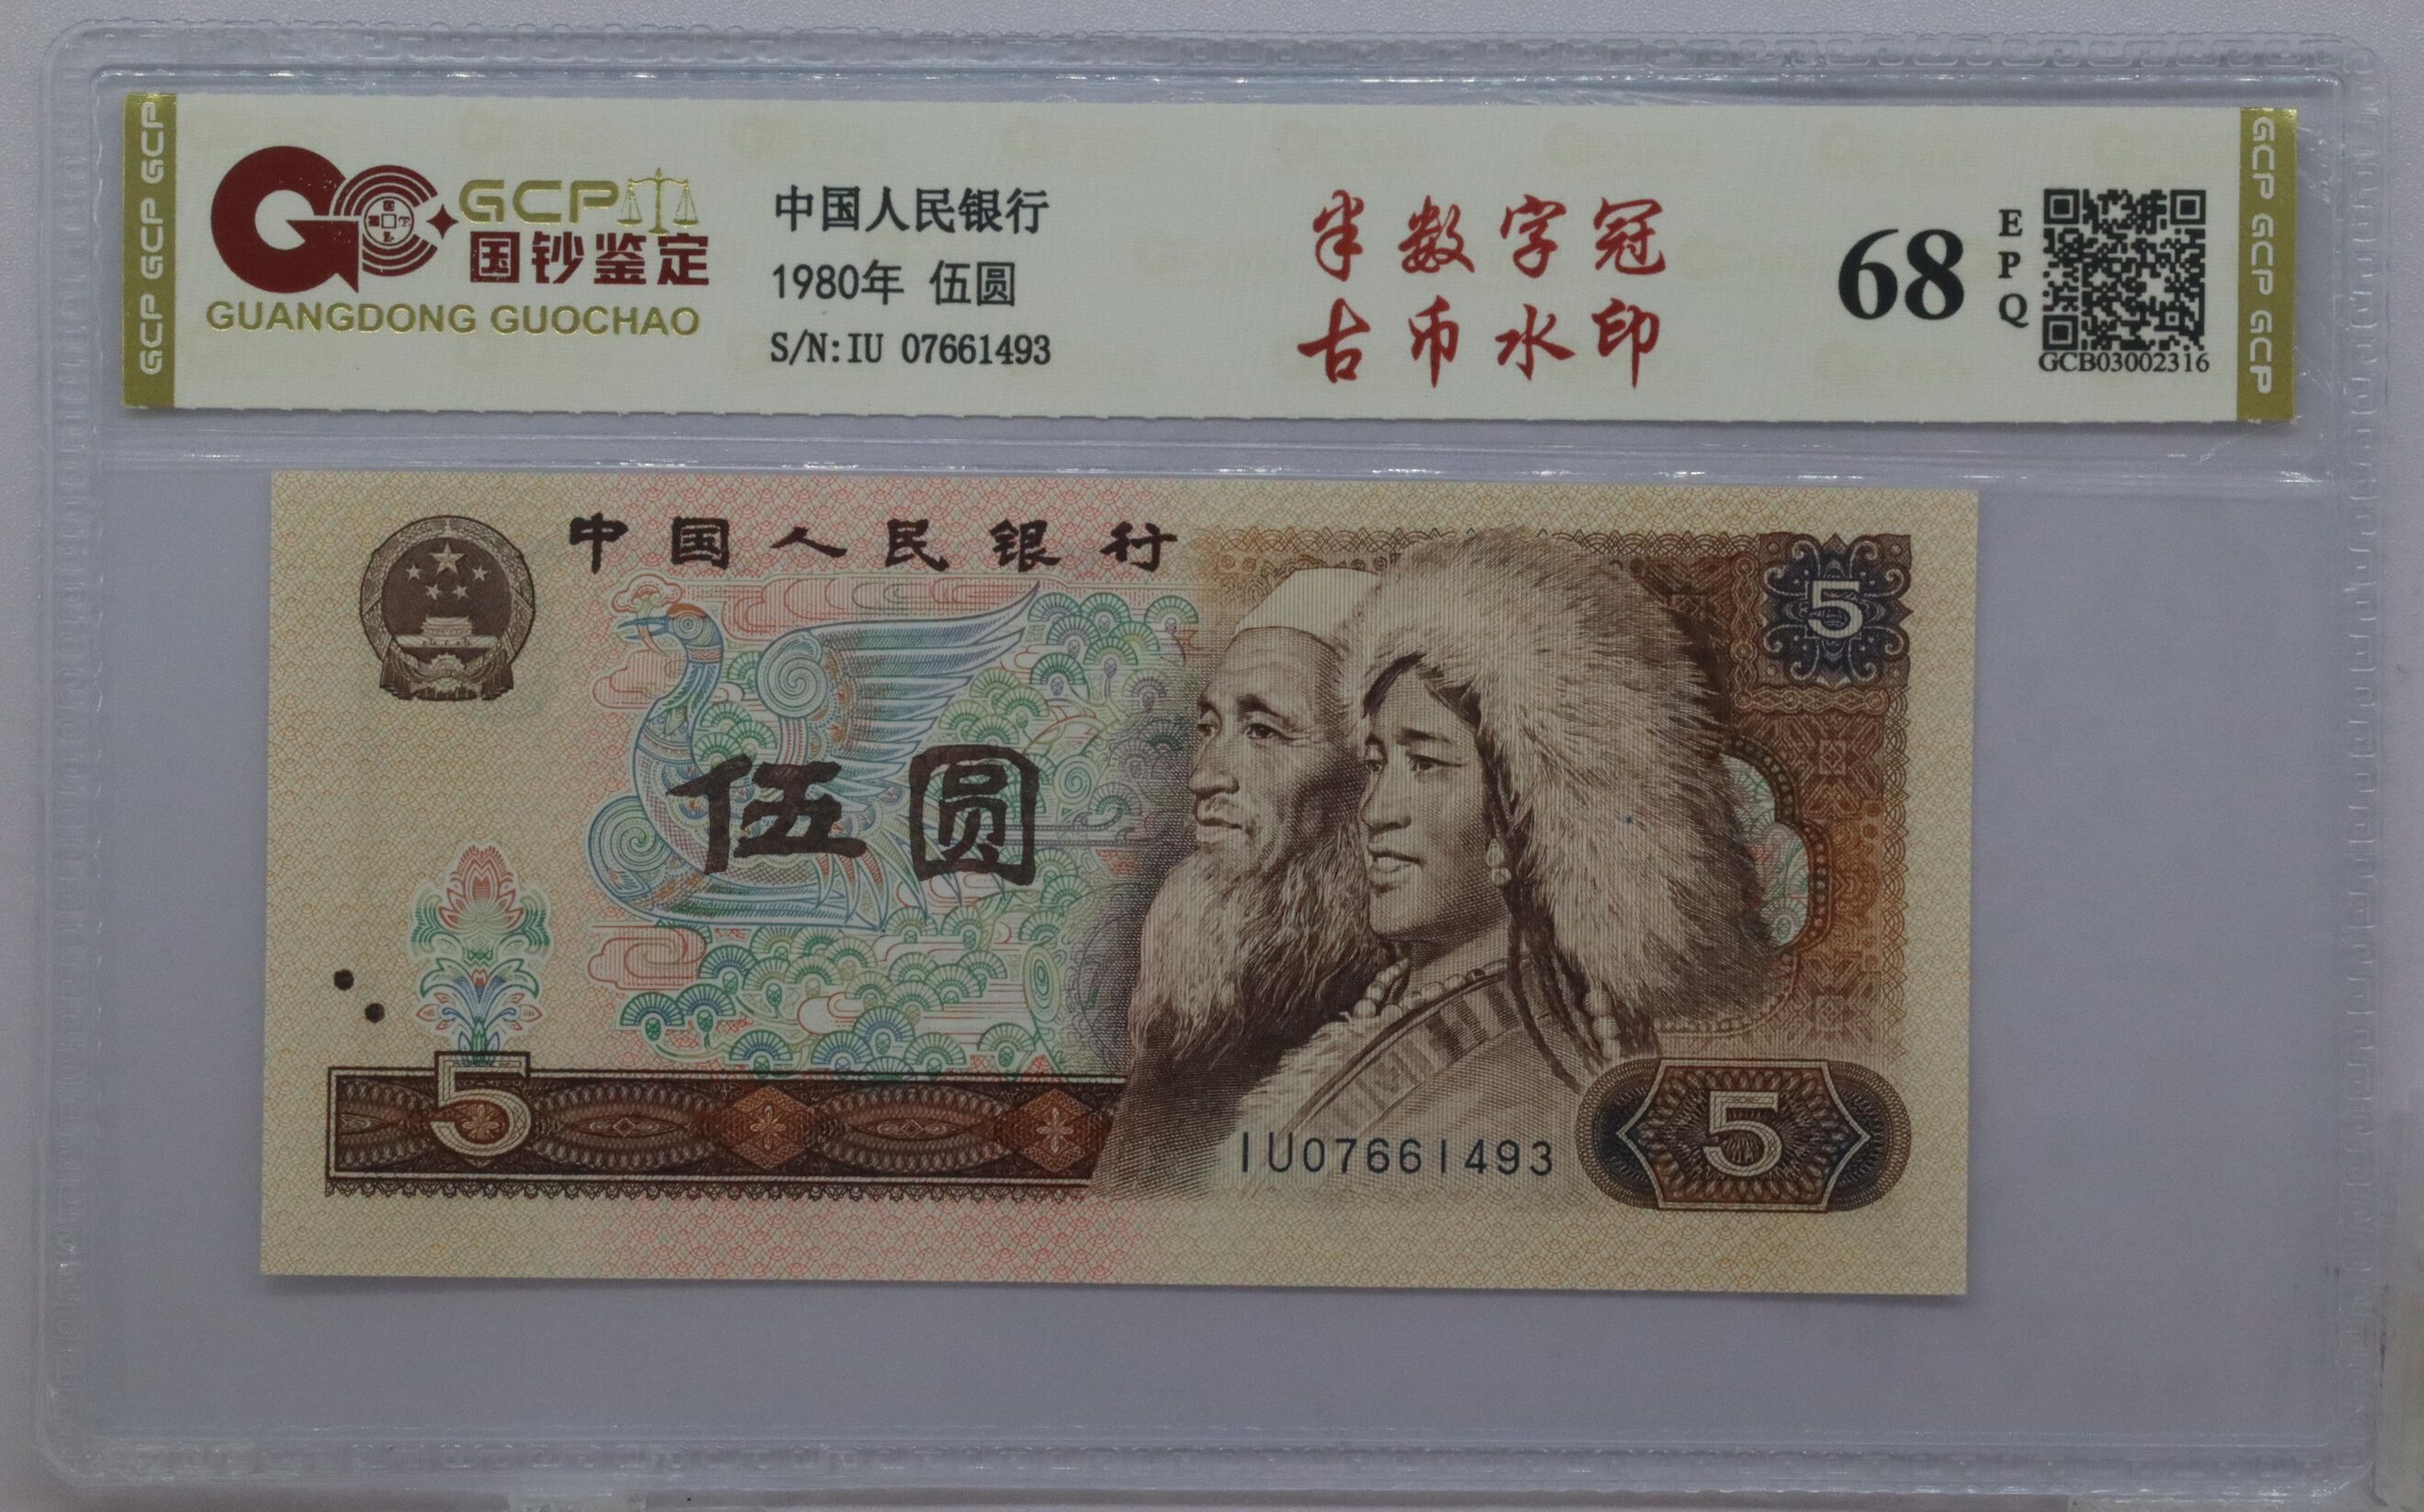 GCP GCP GCP
GCP
国钞鉴定
GUANGDONG GUOCHAO
中国人民银行
1980年 伍圆
S/N:IU 07661493
半数字冠
古币水印
68
EPQ
GCB03002316
GCP GCP GCP
中国人民银行
5
伍圆
5
IU07661493
5